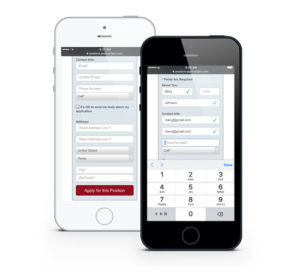 Contact Info
Email*
Confirm Email*
Phone Number*
Cell*
It's OK to send me texts about my
application.
Address
Street Address Line 1
Street Address Line 2
United States
State
City*
Zip/Postal*
Apply for this Position
* Fields Are Required
About You
Mary
Johnson
Contact Info
mary@gmail.com
mary@gmail.com
Phone Number*
Cell*
Done
1
2
ABC
3
DEF
4
GHI
5
JKL
6
MNO
7
PQRS
8
TUV
9
WXYZ
+ * #
0